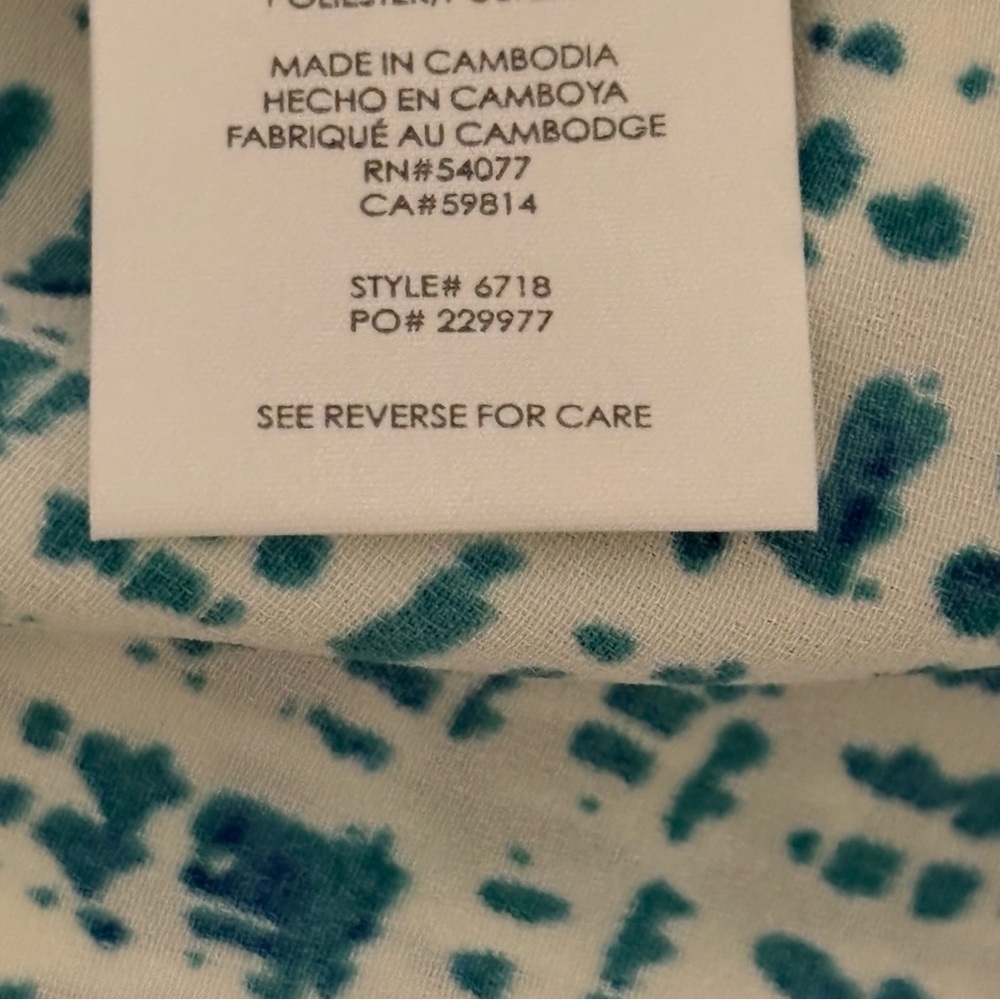 MADE IN CAMBODIA
HECHO EN CAMBOYA
FABRIQUÉ AU CAMBODGE
RN#54077
CA#59814
STYLE# 6718
PO# 229977
SEE REVERSE FOR CARE